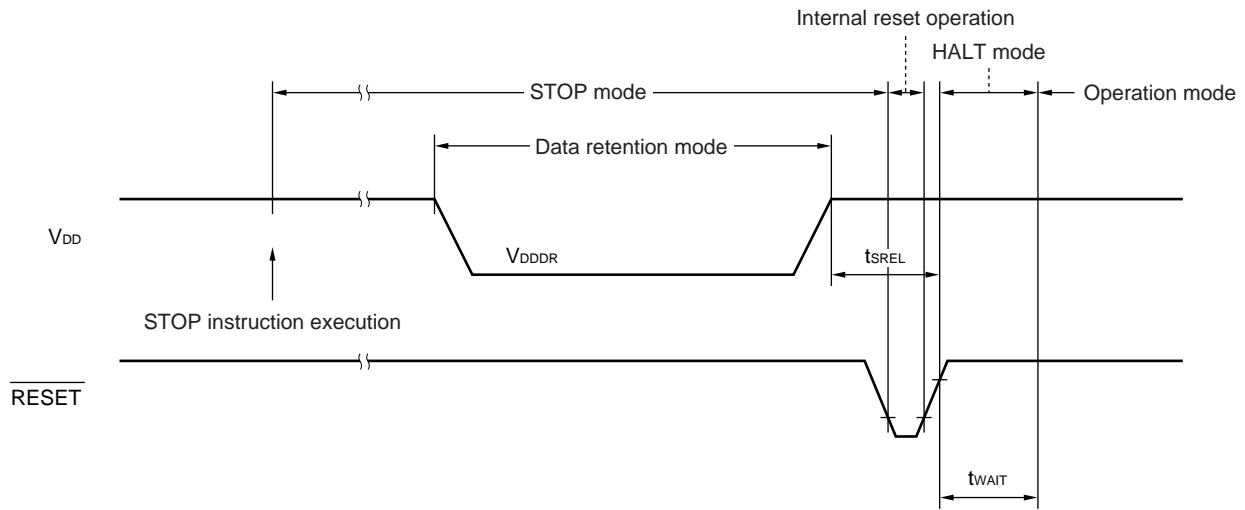 Internal reset operation
HALT mode
STOP mode
Operation mode
Data retention mode
VDD
VDDDR
tSREL
STOP instruction execution
RESET
tWAIT